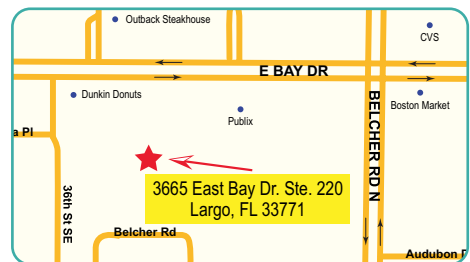 Outback Steakhouse
CVS
E BAY DR
Dunkin Donuts
Boston Market
Publix
a Pl
BELCHER RD N
3665 East Bay Dr. Ste. 220
Largo, FL 33771
36th St SE
Belcher Rd
Audubon